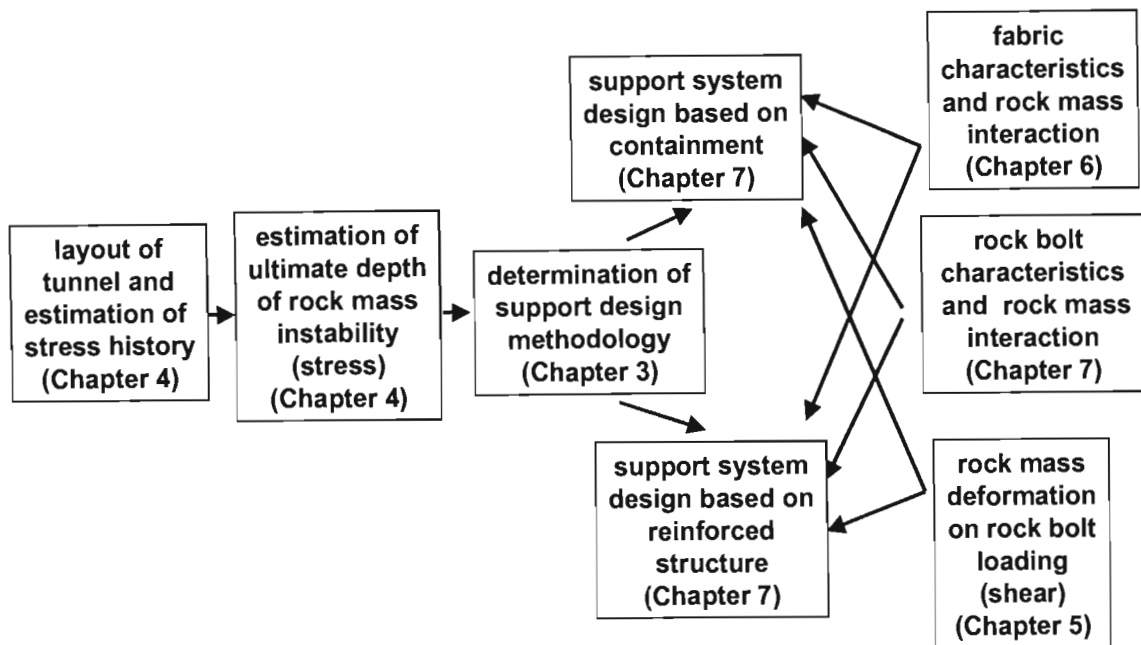 layout of
tunnel and
estimation of
stress history
(Chapter 4)
estimation of
ultimate depth
of rock mass
instability
(stress)
(Chapter 4)
determination of
support design
methodology
(Chapter 3)
support system
design based on
containment
(Chapter 7)
support system
design based on
reinforced
structure
(Chapter 7)
fabric
characteristics
and rock mass
interaction
(Chapter 6)
rock bolt
characteristics
and rock mass
interaction
(Chapter 7)
rock mass
deformation
on rock bolt
loading
(shear)
(Chapter 5)